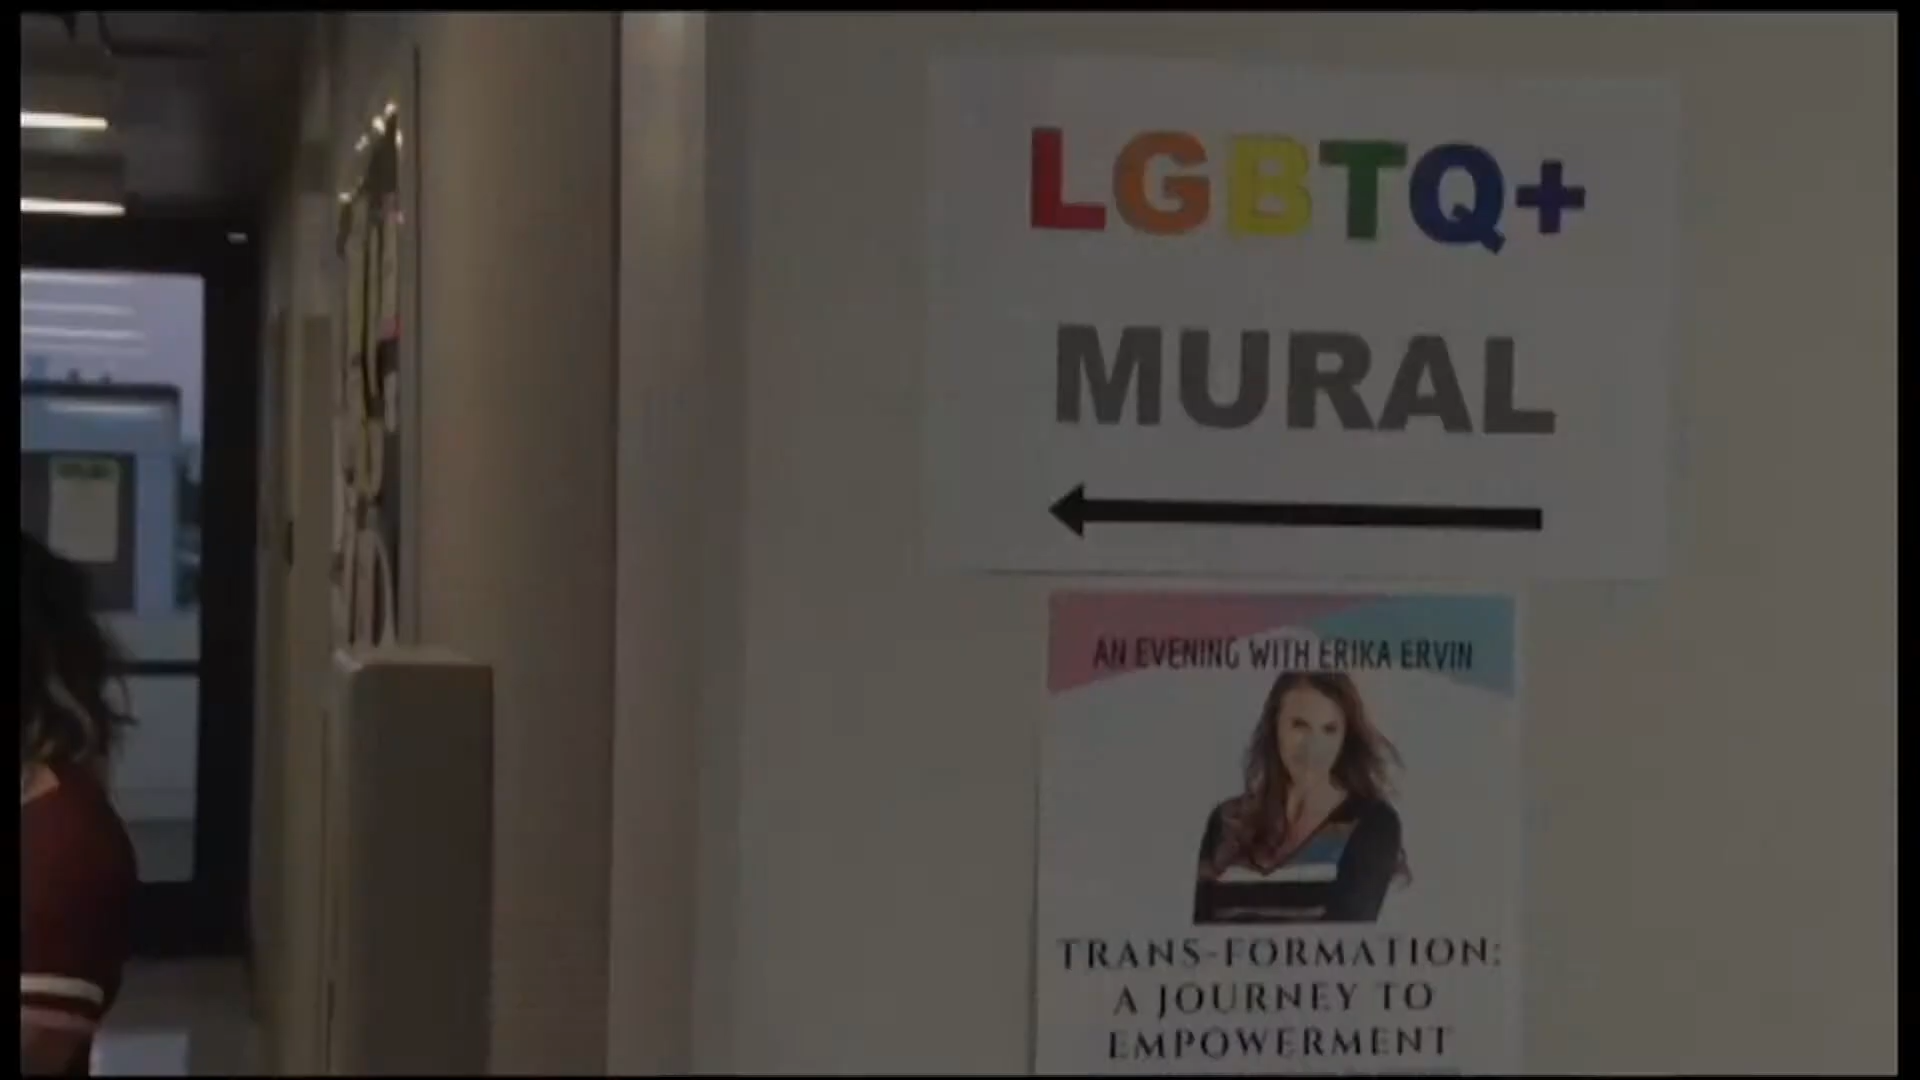 LGBTQ+
MURAL
AN EVENING WITH ERIKA ERVIN
TRANS-FORMATION:
A JOURNEY TO
EMPOWERMENT